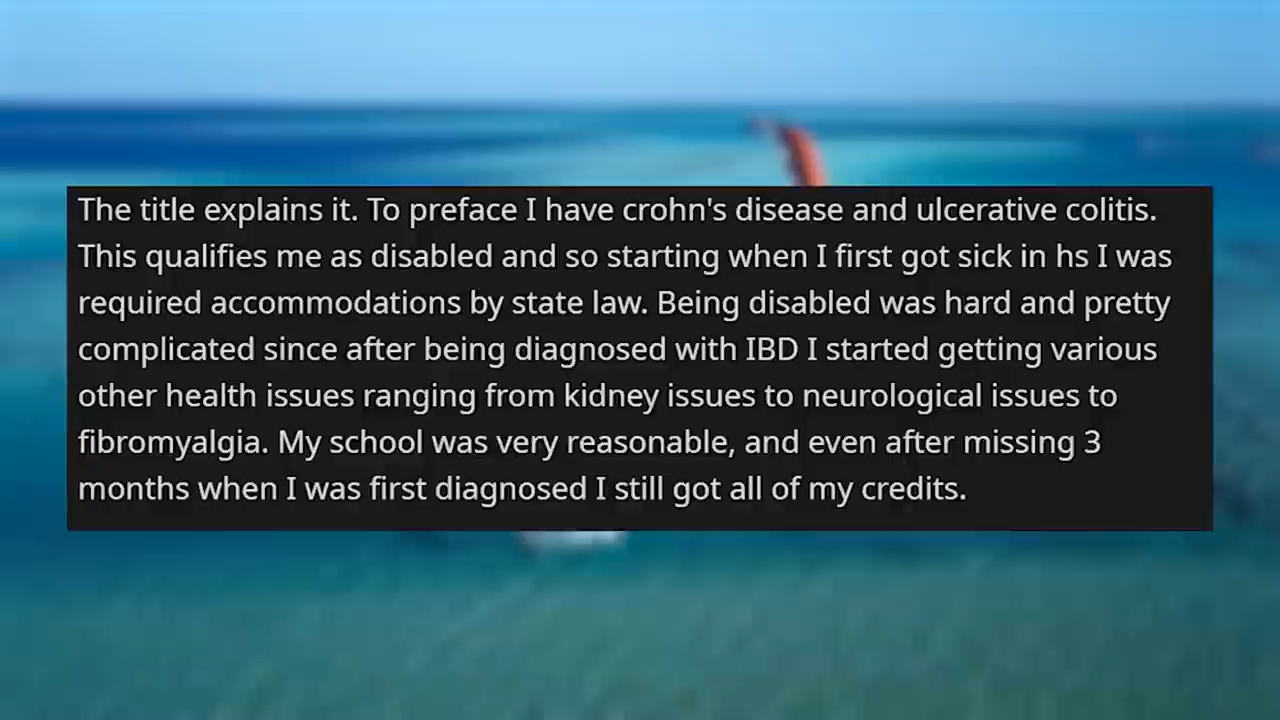 The title explains it. To preface I have crohn's disease and ulcerative colitis.
This qualifies me as disabled and so starting when I first got sick in hs I was
required accommodations by state law. Being disabled was hard and pretty
complicated since after being diagnosed with IBD I started getting various
other health issues ranging from kidney issues to neurological issues to
fibromyalgia. My school was very reasonable, and even after missing 3
months when I was first diagnosed I still got all of my credits.